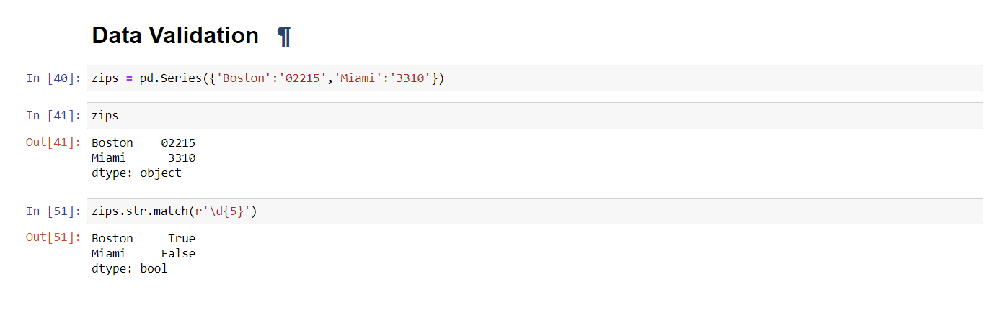 Data Validation ¶
In [40]: zips = pd.Series({'Boston':'02215','Miami':'3310'})
In [41]: zips
Out[41]: Boston    02215
Miami      3310
dtype: object
In [51]: zips.str.match(r'\d{5}')
Out[51]: Boston     True
Miami     False
dtype: bool